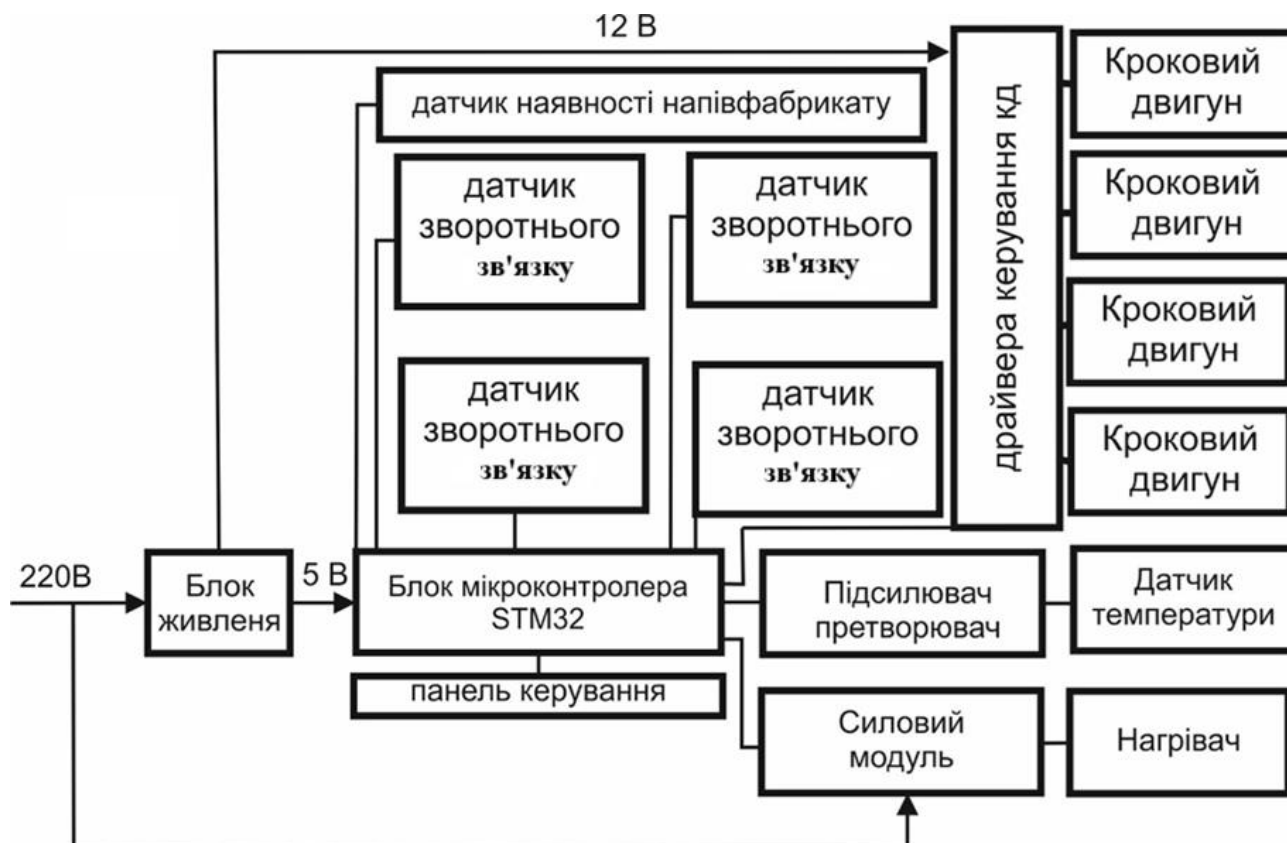 12 В
датчик наявності напівфабрикату
датчик
зворотнього
зв'язку
датчик
зворотнього
зв'язку
датчик
зворотнього
зв'язку
датчик
зворотнього
зв'язку
драйвера керування кд
Кроковий
двигун
Кроковий
двигун
Кроковий
двигун
Кроковий
двигун
220В
Блок
живленя
5 В
Блок мікроконтролера
STM32
Підсилювач
претворювач
Датчик
температури
панель керування
Силовий
модуль
Нагрівач